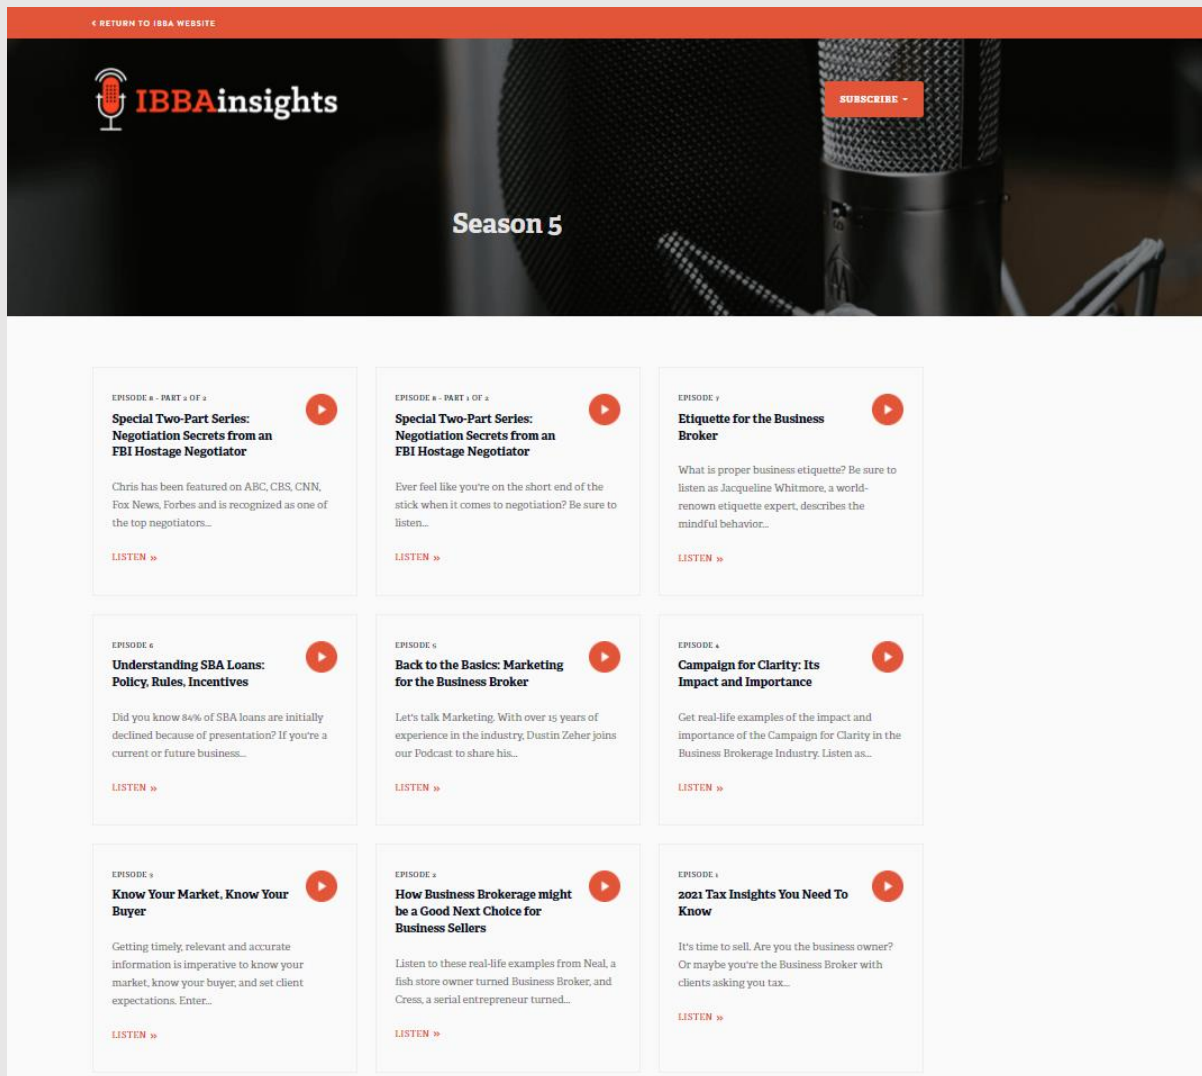 < RETURN TO IBBA WEBSITE
IBBAinsights
SUBSCRIBE
Season 5
EPISODE 8 - PART 2 OF 2
Special Two-Part Series:
Negotiation Secrets from an
FBI Hostage Negotiator
Chris has been featured on ABC, CBS, CNN,
Fox News, Forbes and is recognized as one of
the top negotiators...
LISTEN »
EPISODE 8 - PART 1 OF 2
Special Two-Part Series:
Negotiation Secrets from an
FBI Hostage Negotiator
Ever feel like you're on the short end of the
stick when it comes to negotiation? Be sure to
listen...
LISTEN »
EPISODE 7
Etiquette for the Business
Broker
What is proper business etiquette? Be sure to
listen as Jacqueline Whitmore, a world-
renown etiquette expert, describes the
mindful behavior...
LISTEN »
EPISODE 6
Understanding SBA Loans:
Policy, Rules, Incentives
Did you know 84% of SBA loans are initially
declined because of presentation? If you're a
current or future business...
LISTEN »
EPISODE 5
Back to the Basics: Marketing
for the Business Broker
Let's talk Marketing. With over 15 years of
experience in the industry, Dustin Zeher joins
our Podcast to share his...
LISTEN »
EPISODE 4
Campaign for Clarity: Its
Impact and Importance
Get real-life examples of the impact and
importance of the Campaign for Clarity in the
Business Brokerage Industry. Listen as...
LISTEN »
EPISODE 3
Know Your Market, Know Your
Buyer
Getting timely, relevant and accurate
information is imperative to know your
market, know your buyer, and set client
expectations. Enter...
LISTEN »
EPISODE 2
How Business Brokerage might
be a Good Next Choice for
Business Sellers
Listen to these real-life examples from Neal, a
fish store owner turned Business Broker, and
Cress, a serial entrepreneur turned...
LISTEN »
EPISODE 1
2021 Tax Insights You Need To
Know
It's time to sell. Are you the business owner?
Or maybe you're the Business Broker with
clients asking you tax...
LISTEN »